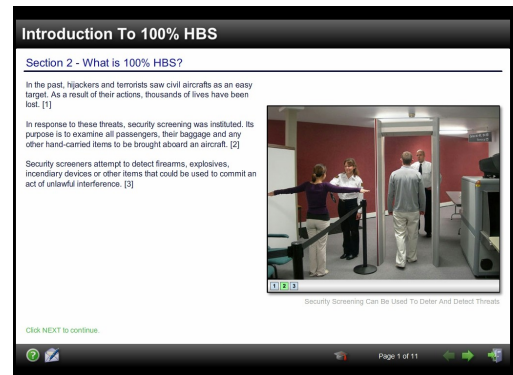 Introduction To 100% HBS
Section 2 - What is 100% HBS?
In the past, hijackers and terrorists saw civil aircrafts as an easy
target. As a result of their actions, thousands of lives have been
lost. [1]
In response to these threats, security screening was instituted. Its
purpose is to examine all passengers, their baggage and any
other hand-carried items to be brought aboard an aircraft. [2]
Security screeners attempt to detect firearms, explosives,
incendiary devices or other items that could be used to commit an
act of unlawful interference. [3]
1 2 3
Security Screening Can Be Used To Deter And Detect Threats
Click NEXT to continue.
?
Page 1 of 11